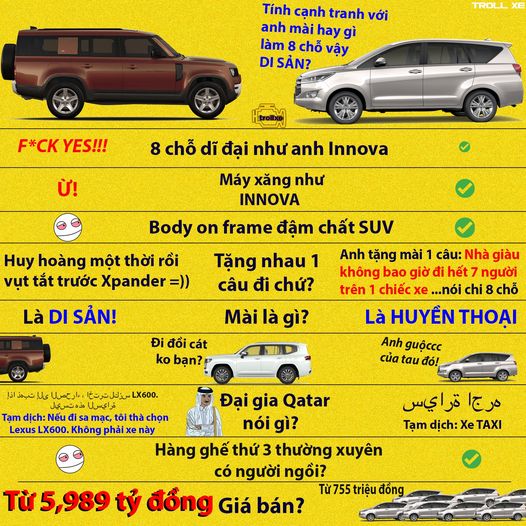 TROLL XE
Tính cạnh tranh với
anh mài hay gì
làm 8 chỗ vậy
DI SẢN?
trollxe
F*CK YES!!!
8 chỗ dĩ đại như anh Innova
Ừ!
Máy xăng như
INNOVA
Body on frame đậm chất SUV
Huy hoàng một thời rồi
vụt tắt trước Xpander =))
Tặng nhau 1
câu đi chứ?
Anh tặng mài 1 câu: Nhà giàu
không bao giờ đi hết 7 người
trên 1 chiếc xe ...nói chi 8 chỗ
Là DI SẢN!
Mài là gì?
Là HUYỀN THOẠI
Đi đổi cát
ko bạn?
Anh guộccc
của tau đó!
LX600.
Tạm dịch: Nếu đi sa mạc, tôi thà chọn
Lexus LX600. Không phải xe này
Đại gia Qatar
nói gì?
سيارة اجره
Tạm dịch: Xe TAXI
Hàng ghế thứ 3 thường xuyên
có người ngồi?
Từ 5,989 tỷ đồng
Giá bán?
Từ 755 triệu đồng